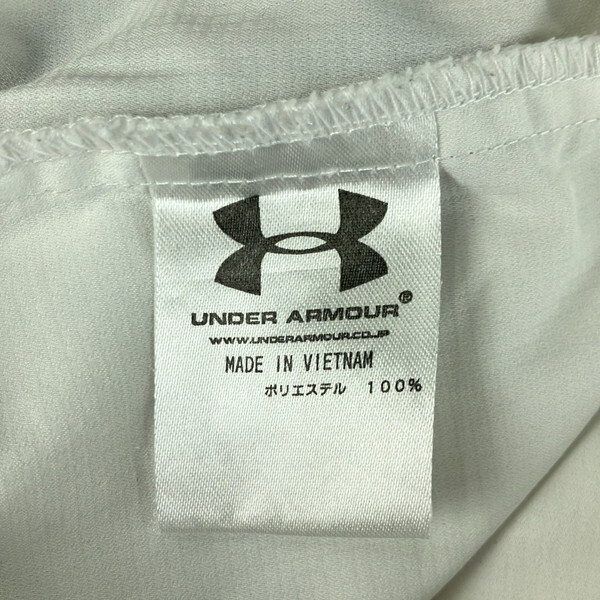 UNDER ARMOUR®
WWW.UNDERARMOUR.CO.JP
MADE IN VIETNAM
ポリエステル 100%